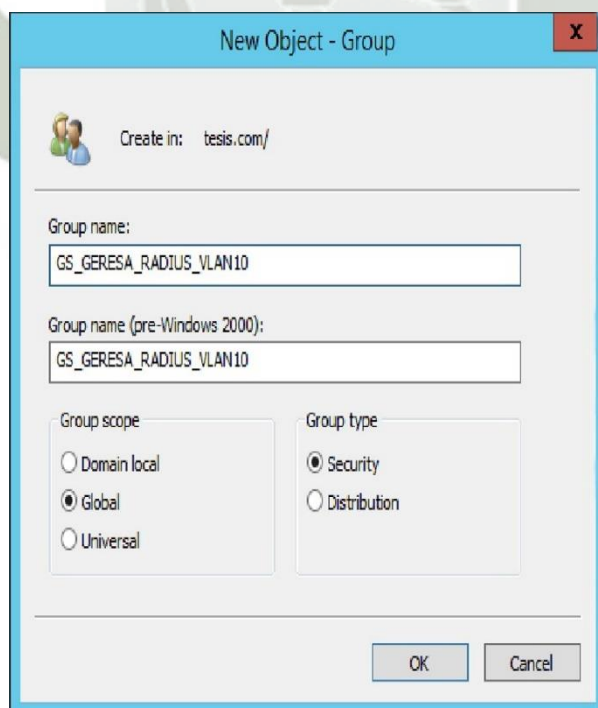 New Object - Group
X
Create in: tesis.com/
Group name:
GS_GERESA_RADIUS_VLAN10
Group name (pre-Windows 2000):
GS_GERESA_RADIUS_VLAN10
Group scope
Domain local
Global
Universal
Group type
Security
Distribution
OK
Cancel